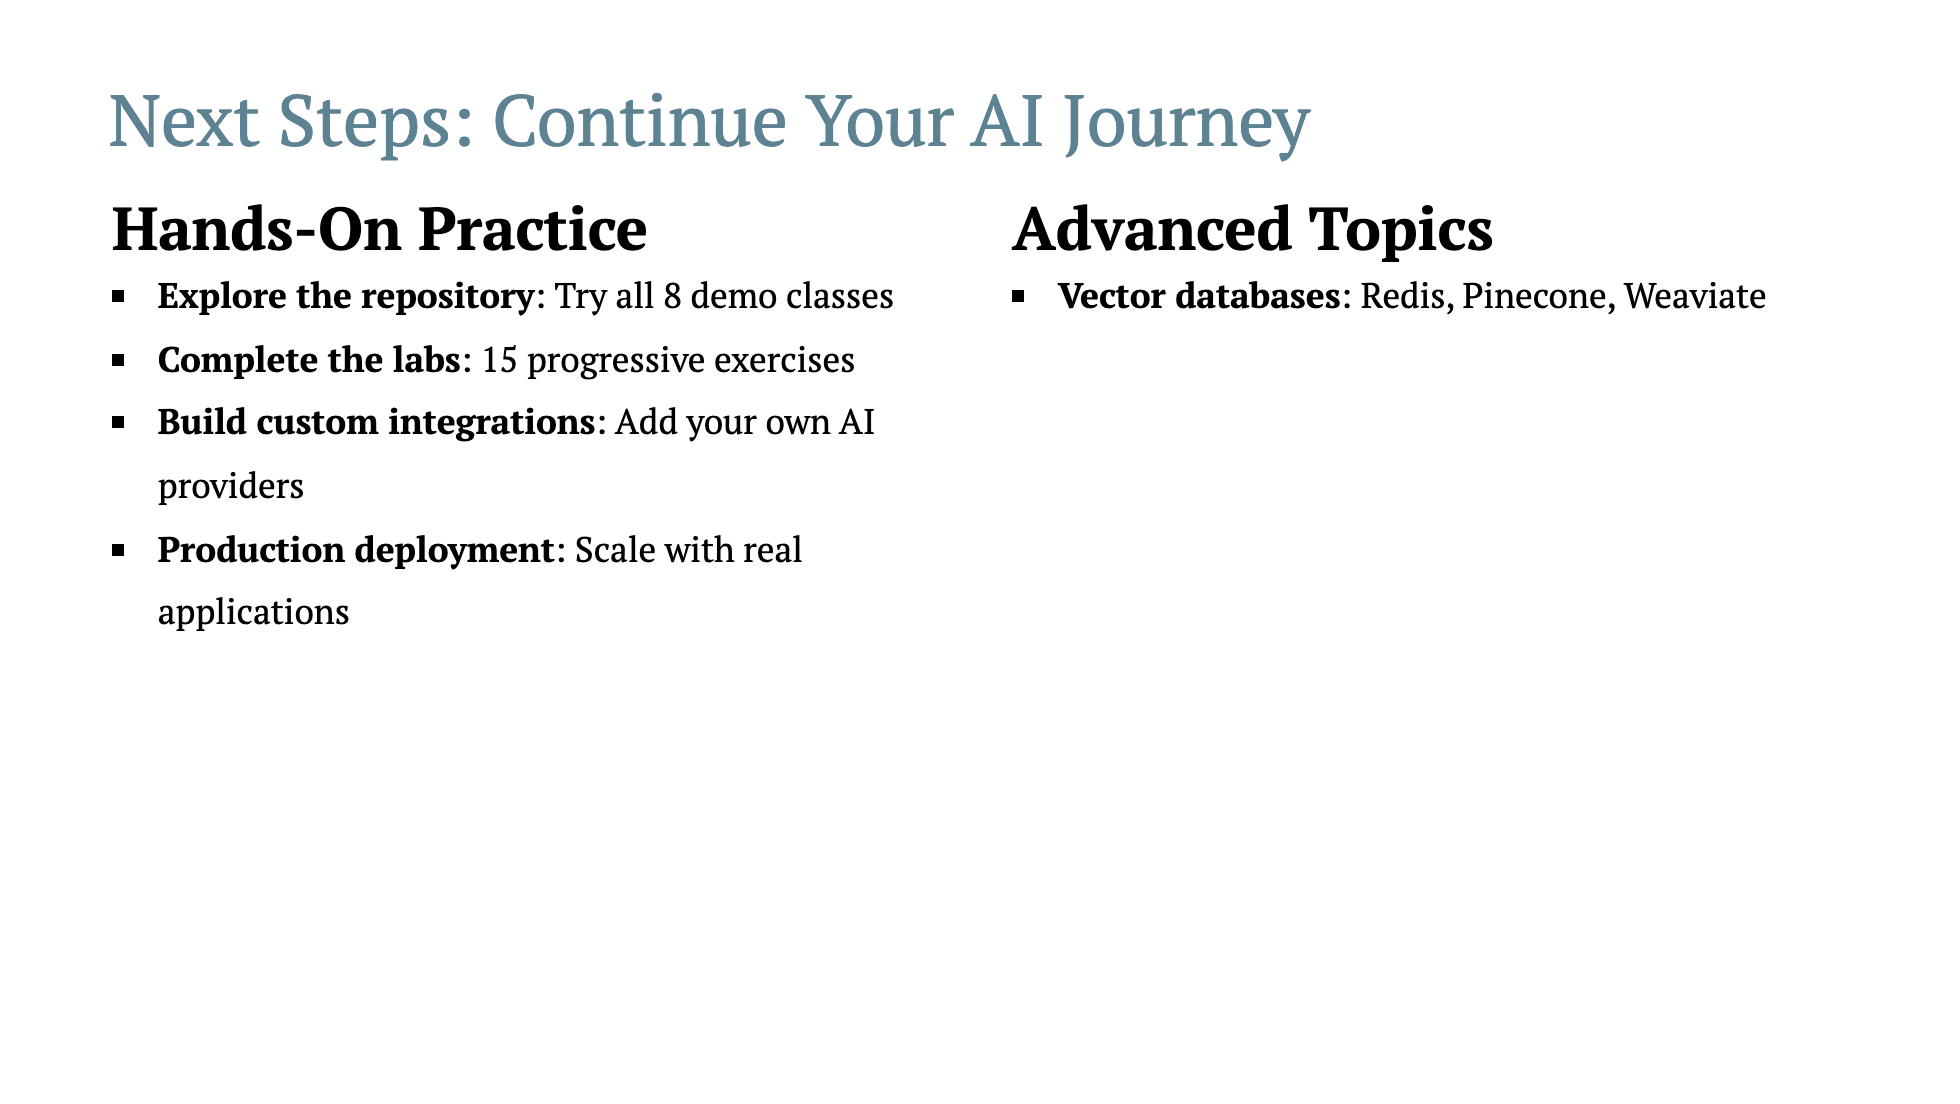 Next Steps: Continue Your AI Journey
Hands-On Practice
▪ Explore the repository: Try all 8 demo classes
▪ Complete the labs: 15 progressive exercises
▪ Build custom integrations: Add your own AI
providers
▪ Production deployment: Scale with real
applications
Advanced Topics
▪ Vector databases: Redis, Pinecone, Weaviate